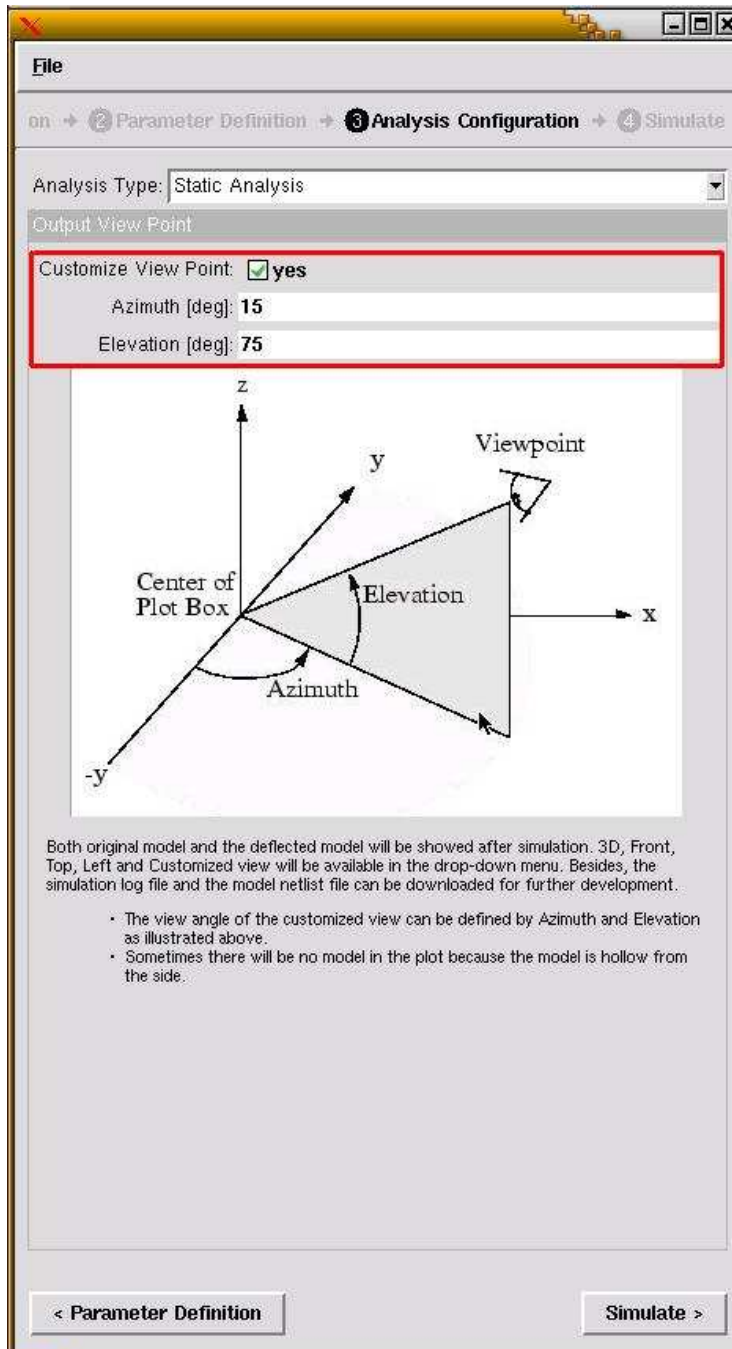 File
on → 2 Parameter Definition → 3 Analysis Configuration → 4 Simulate
Analysis Type: Static Analysis
Output View Point
Customize View Point: yes
Azimuth [deg]: 15
Elevation [deg]: 75
z
Viewpoint
y
Center of
Plot Box
Elevation
x
Azimuth
-y
Both original model and the deflected model will be showed after simulation. 3D, Front,
Top, Left and Customized view will be available in the drop-down menu. Besides, the
simulation log file and the model netlist file can be downloaded for further development.
• The view angle of the customized view can be defined by Azimuth and Elevation
as illustrated above.
• Sometimes there will be no model in the plot because the model is hollow from
the side.
< Parameter Definition
Simulate >